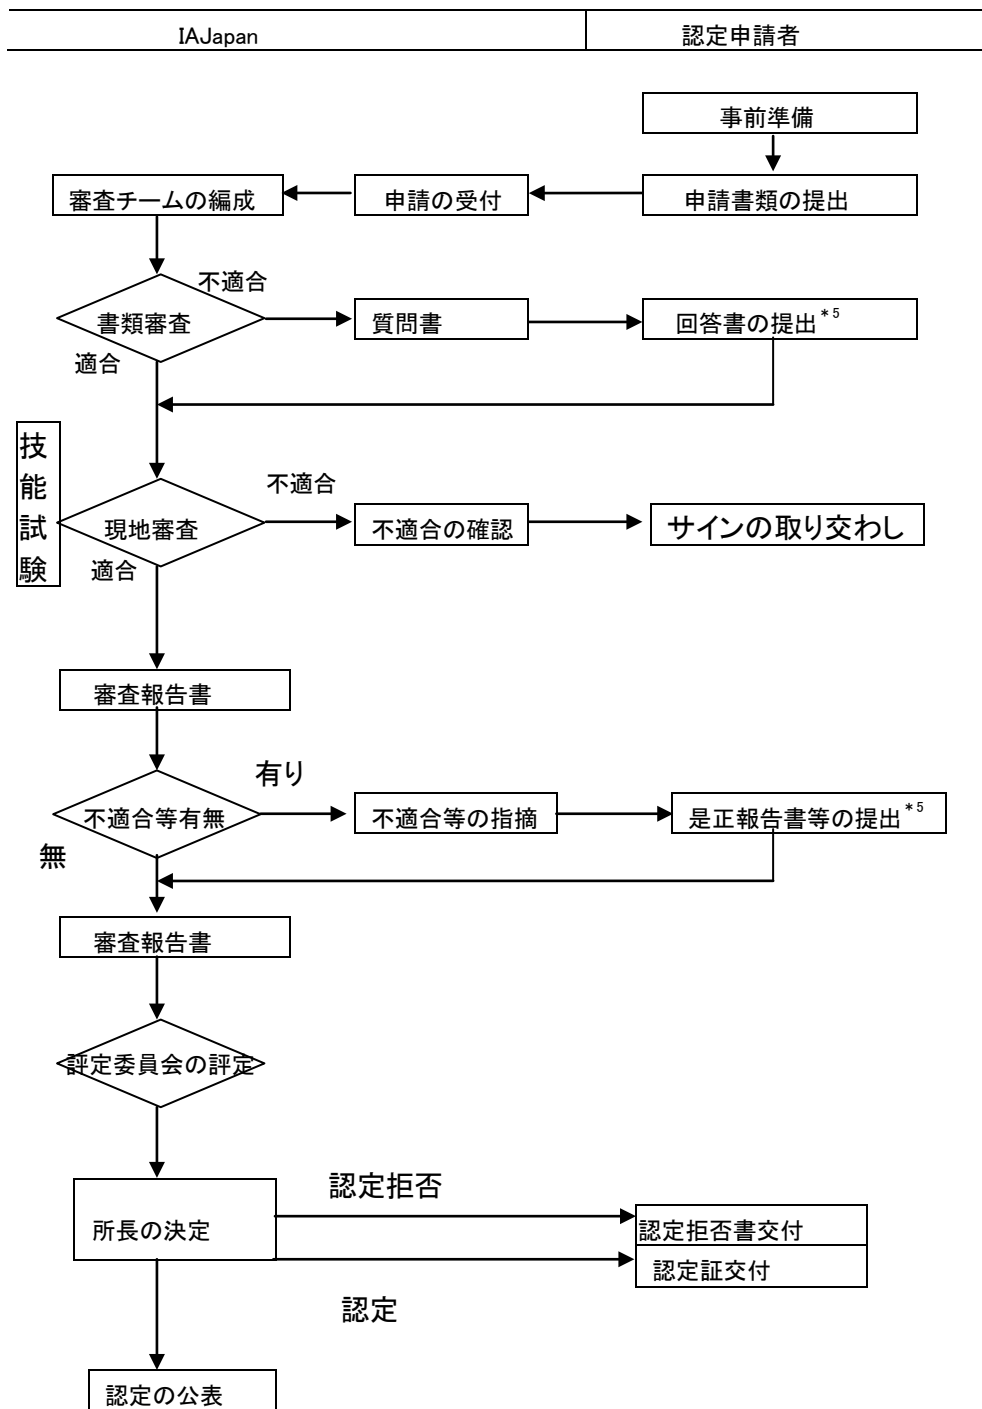 IAJapan 認定申請者
事前準備
審査チームの編成 申請の受付 申請書類の提出
不適合
書類審査 質問書 回答書の提出*5
適合
技能試験
不適合
現地審査 不適合の確認 サインの取り交わし
適合
審査報告書
有り
不適合等有無 不適合等の指摘 是正報告書等の提出*5
無
審査報告書
評定委員会の評定
認定拒否
所長の決定 認定拒否書交付
認定証交付
認定
認定の公表